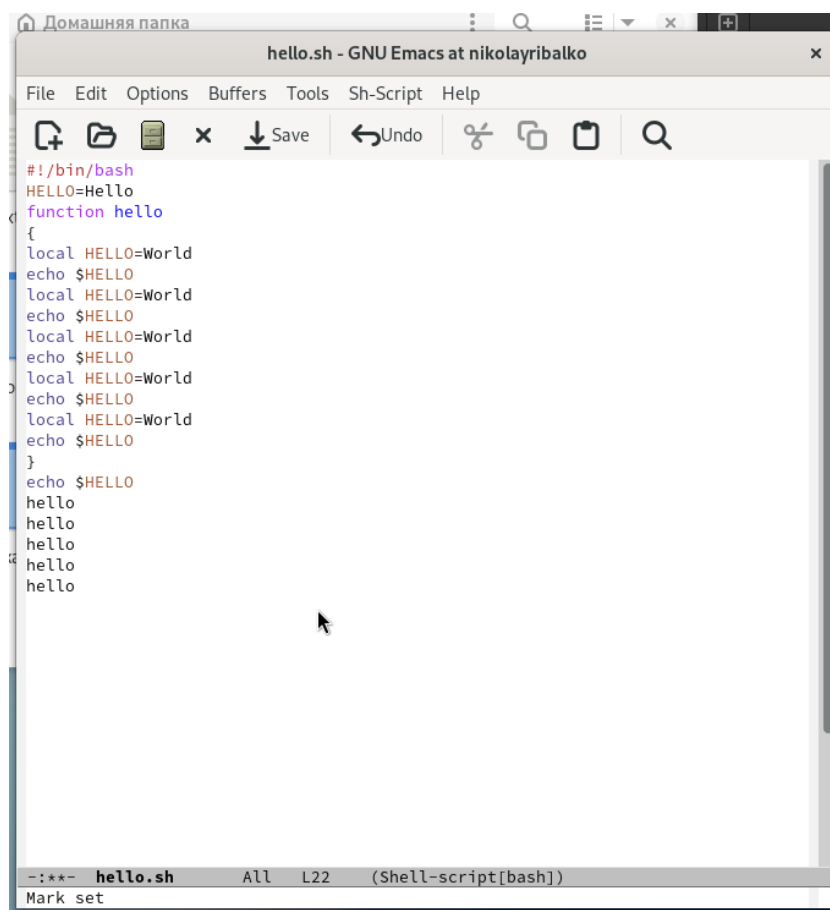 Домашняя папка
hello.sh - GNU Emacs at nikolayribalko
File Edit Options Buffers Tools Sh-Script Help
Save Undo
#!/bin/bash
HELLO=Hello
function hello
{
local HELLO=World
echo $HELLO
local HELLO=World
echo $HELLO
local HELLO=World
echo $HELLO
local HELLO=World
echo $HELLO
local HELLO=World
echo $HELLO
}
echo $HELLO
hello
hello
hello
hello
hello
-:**- hello.sh All L22 (Shell-script[bash])
Mark set